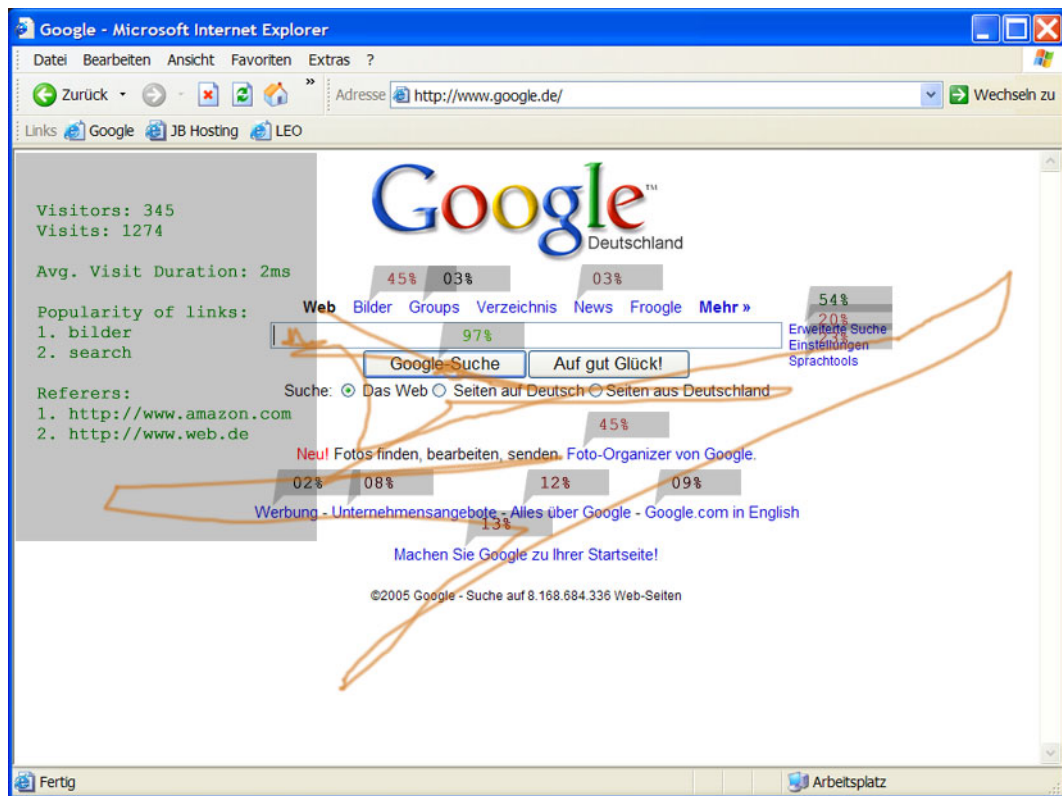 Google - Microsoft Internet Explorer
Datei Bearbeiten Ansicht Favoriten Extras ?
Zurück » Adresse http://www.google.de/ Wechseln zu
Links Google JB Hosting LEO
Google™
Deutschland
Visitors: 345
Visits: 1274
Avg. Visit Duration: 2ms
Popularity of links:
1. bilder
2. search
Referers:
1. http://www.amazon.com
2. http://www.web.de
45% 03% 03%
Web Bilder Groups Verzeichnis News Froogle Mehr »
54%
20%
23%
97%
Erweiterte Suche
Einstellungen
Sprachtools
Google-Suche Auf gut Glück!
Suche: Das Web Seiten auf Deutsch Seiten aus Deutschland
45%
Neu! Fotos finden, bearbeiten, senden. Foto-Organizer von Google.
02% 08% 12% 09%
Werbung - Unternehmensangebote - Alles über Google - Google.com in English
13%
Machen Sie Google zu Ihrer Startseite!
©2005 Google - Suche auf 8.168.684.336 Web-Seiten
Fertig Arbeitsplatz